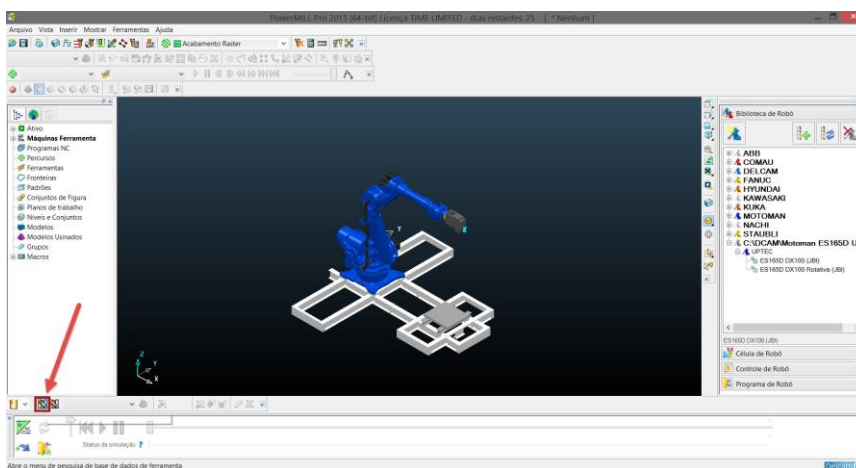 PowerMILL Pro 2015 (64-bit) Licença TIME LIMITED - dias restantes: 25 [ * Nenhum ]
Arquivo Vista Inserir Mostrar Ferramentas Ajuda
Acabamento Raster
Ativo
Máquinas Ferramenta
Programas NC
Percursos
Ferramentas
Fronteiras
Padrões
Conjuntos de Figura
Planos de trabalho
Níveis e Conjuntos
Modelos
Modelos Usinados
Grupos
Macros
Y
X
Z
Y
X
Biblioteca de Robô
ABB
COMAU
DELCAM
FANUC
HYUNDAI
KAWASAKI
KUKA
MOTOMAN
NACHI
STAUBLI
C:\DCAM\Motoman ES165D U
UPTEC
ES165D DX100 (JBI)
ES165D DX100 Rotativa (JBI)
ES165D DX100 (JBI)
Célula de Robô
Controle de Robô
Programa de Robô
Status da simulação ?
Abre o menu de pesquisa de base de dados de ferramenta
Delcam